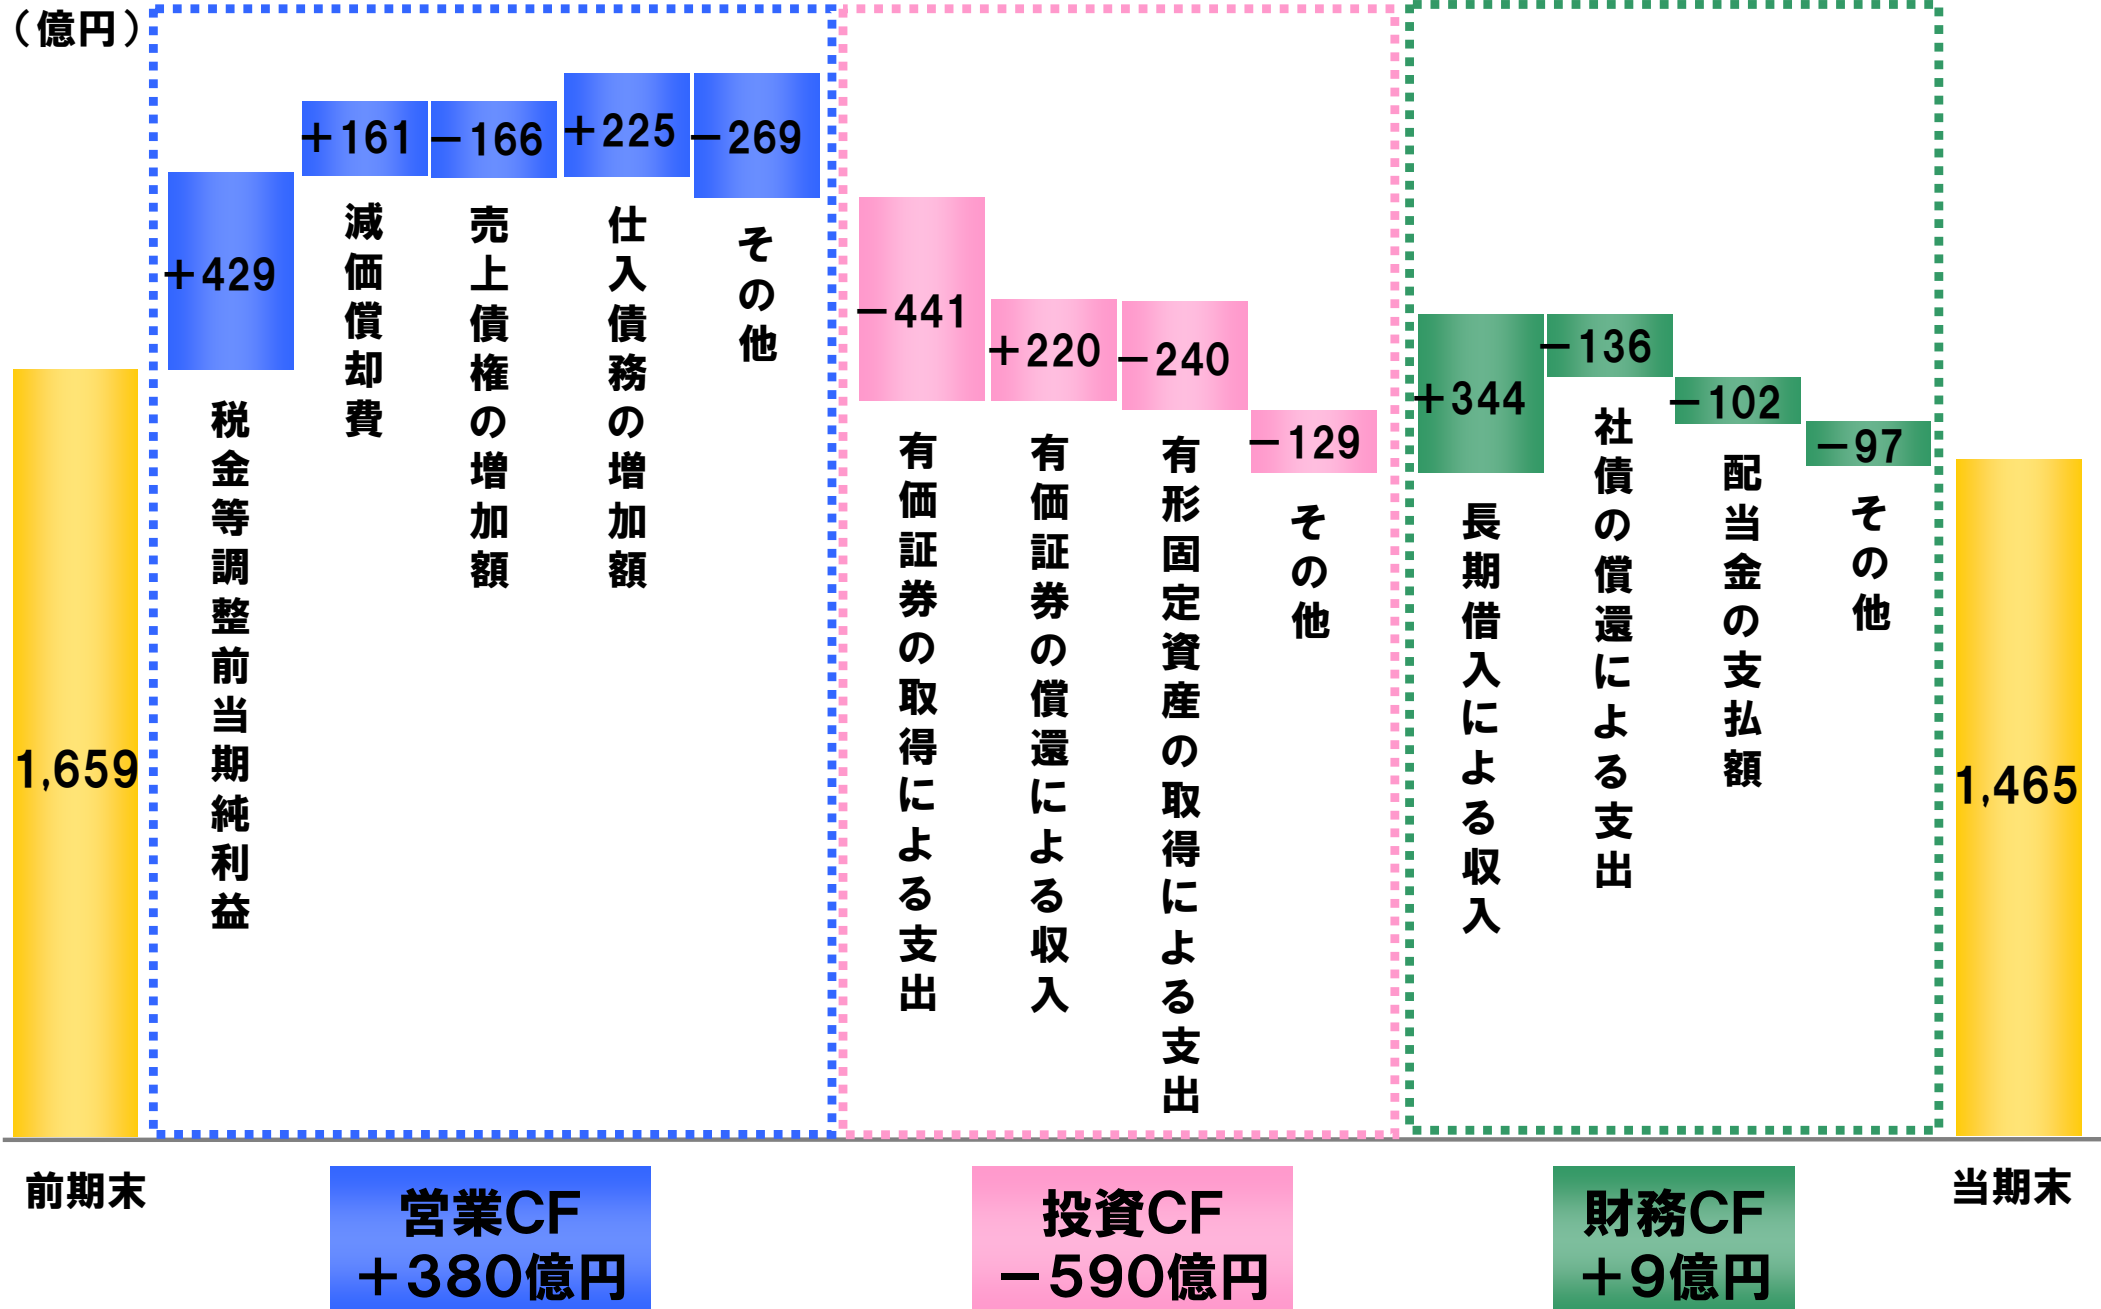 （億円）
1,659
前期末
＋429
税金等調整前当期純利益
＋161
減価償却費
－166
売上債権の増加額
＋225
仕入債務の増加額
－269
その他
営業CF
＋380億円
－441
有価証券の取得による支出
＋220
有価証券の償還による収入
－240
有形固定資産の取得による支出
－129
その他
投資CF
－590億円
＋344
長期借入による収入
－136
社債の償還による支出
－102
配当金の支払額
－97
その他
財務CF
＋9億円
1,465
当期末